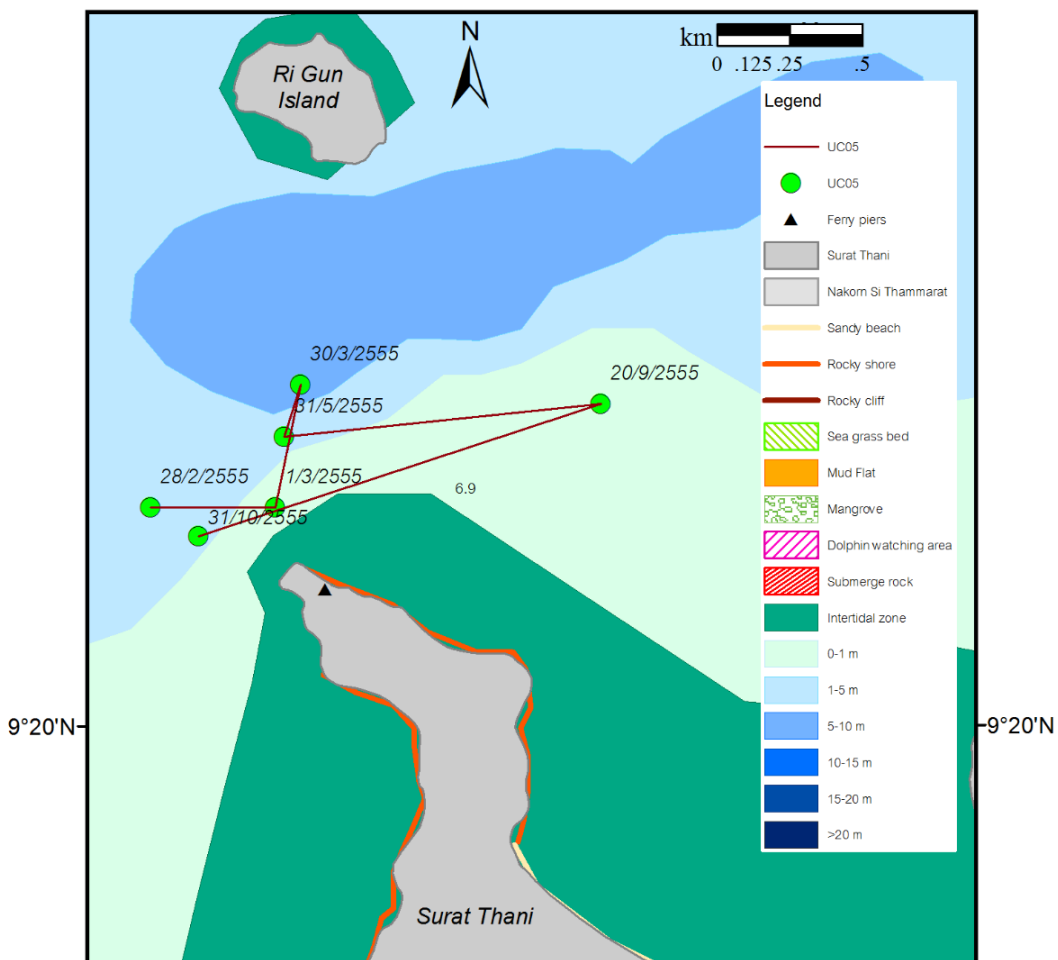 N
km
0 .125 .25 .5
Ri Gun
Island
Legend
UC05
UC05
Ferry piers
Surat Thani
Nakorn Si Thammarat
Sandy beach
Rocky shore
Rocky cliff
Sea grass bed
Mud Flat
Mangrove
Dolphin watching area
Submerge rock
Intertidal zone
0-1 m
1-5 m
5-10 m
10-15 m
15-20 m
>20 m
30/3/2555
20/9/2555
31/5/2555
28/2/2555
1/3/2555
6.9
31/10/2555
9°20'N
9°20'N
Surat Thani